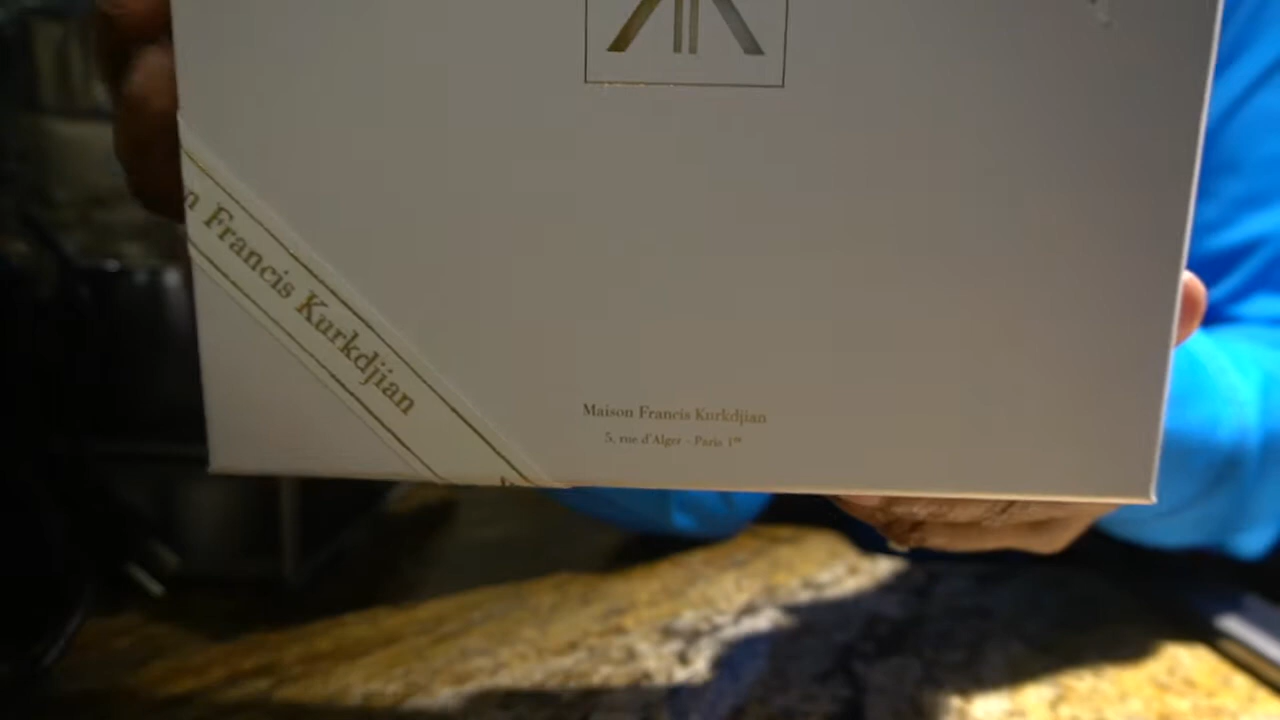 n Francis Kurkdjian
Maison Francis Kurkdjian
5, rue d'Alger - Paris 1er